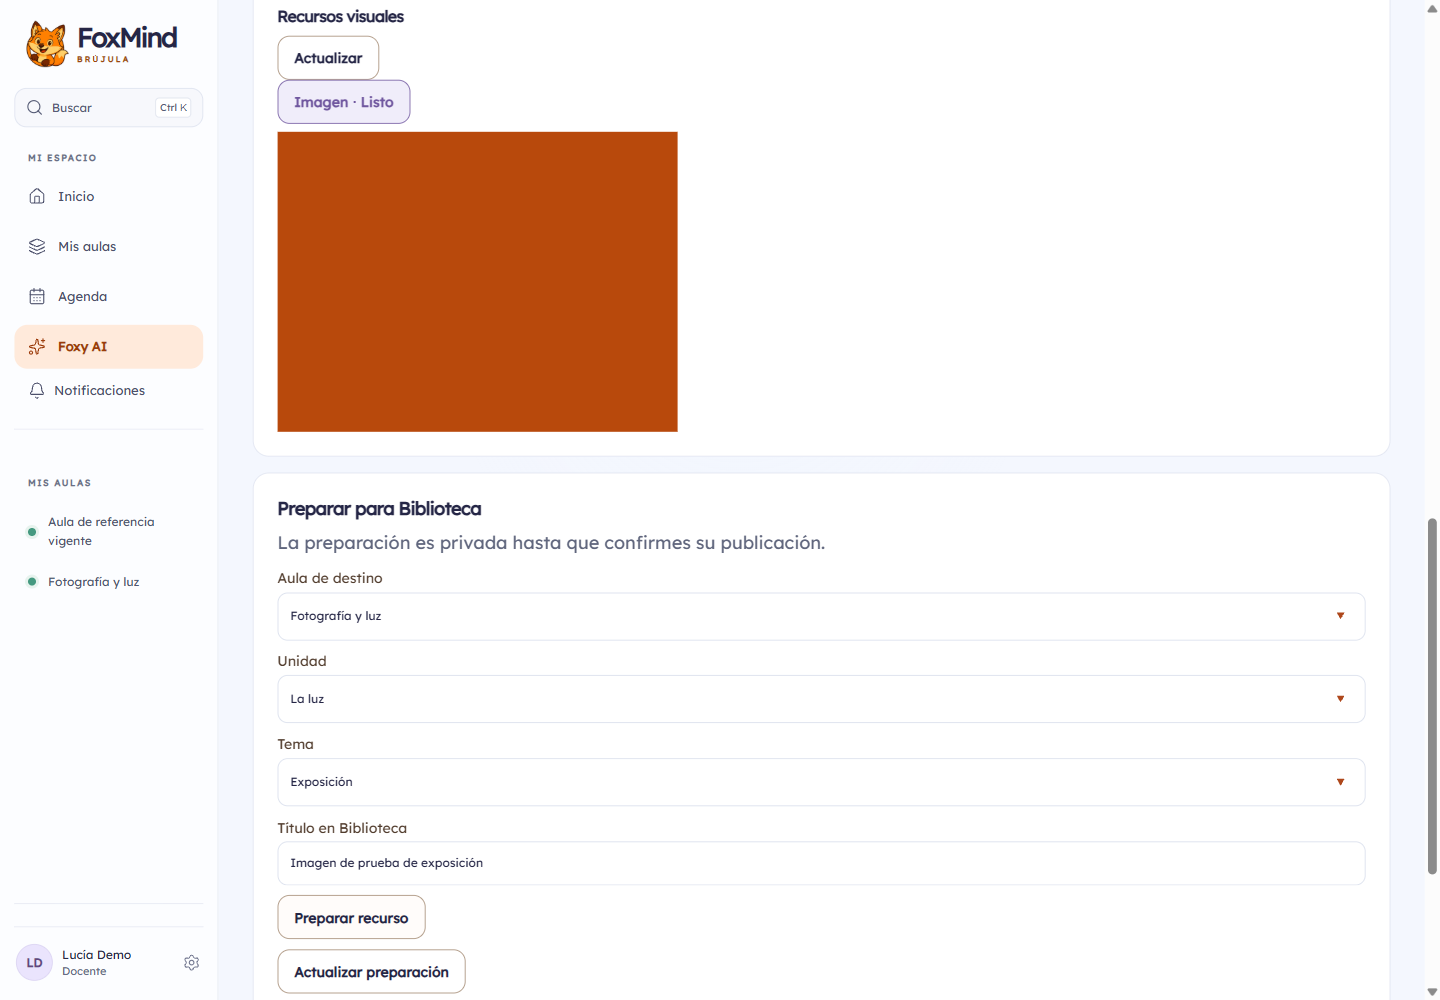 FoxMind
BRÚJULA
Buscar
Ctrl K
MI ESPACIO
Inicio
Mis aulas
Agenda
Foxy AI
Notificaciones
MIS AULAS
Aula de referencia
vigente
Fotografía y luz
LD
Lucía Demo
Docente
Recursos visuales
Actualizar
Imagen · Listo
Preparar para Biblioteca
La preparación es privada hasta que confirmes su publicación.
Aula de destino
Fotografía y luz
Unidad
La luz
Tema
Exposición
Título en Biblioteca
Imagen de prueba de exposición
Preparar recurso
Actualizar preparación